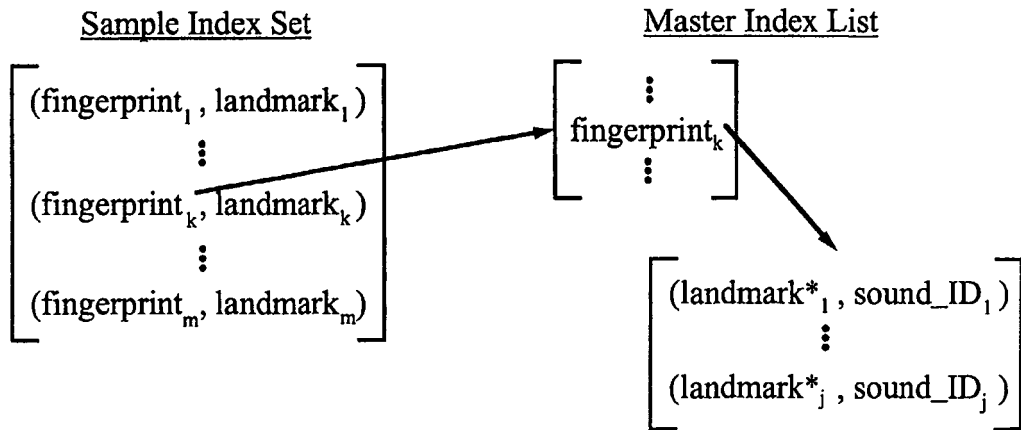 Sample Index Set
(fingerprint₁ , landmark₁)
(fingerprintₖ, landmarkₖ)
(fingerprintₘ, landmarkₘ)
Master Index List
fingerprintₖ
(landmark*₁ , sound_ID₁)
(landmark*ⱼ , sound_IDⱼ)